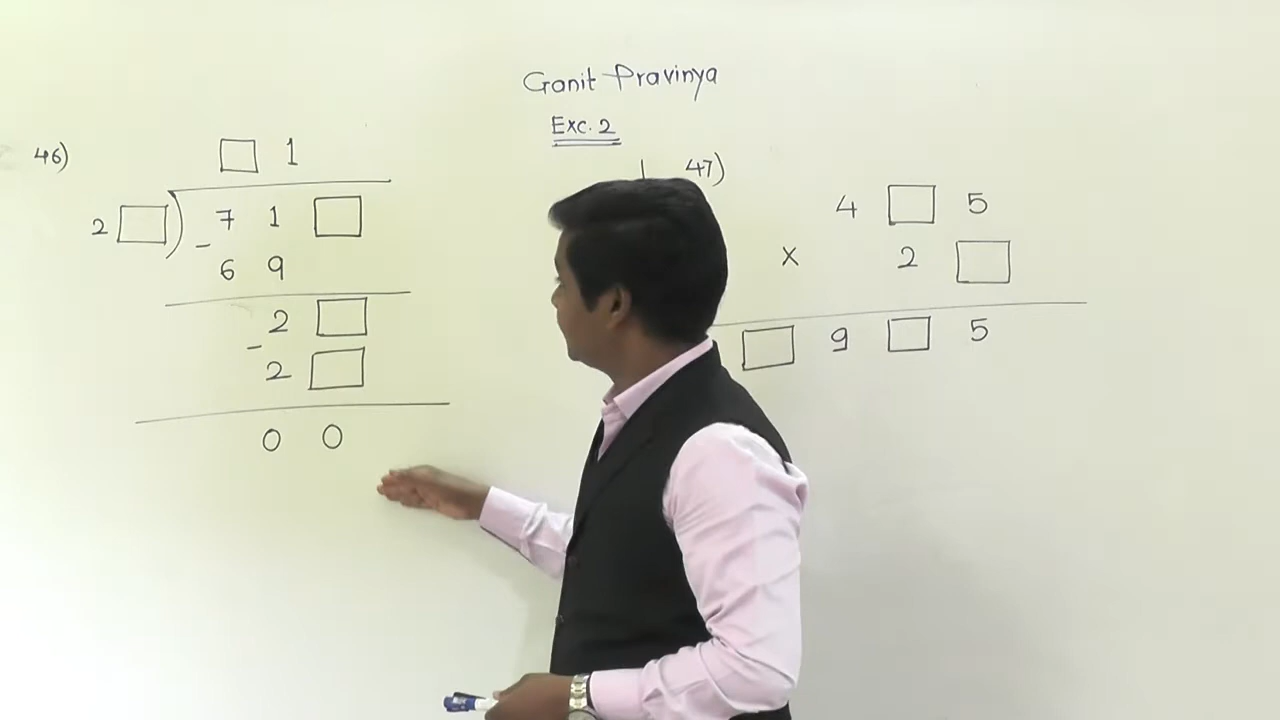 Ganit Pravinya
Exc. 2
46)
□ 1
2 □ ) 7 1 □
- 6 9
2 □
- 2 □
0 0
47)
4 □ 5
x 2 □
□ 9 □ 5